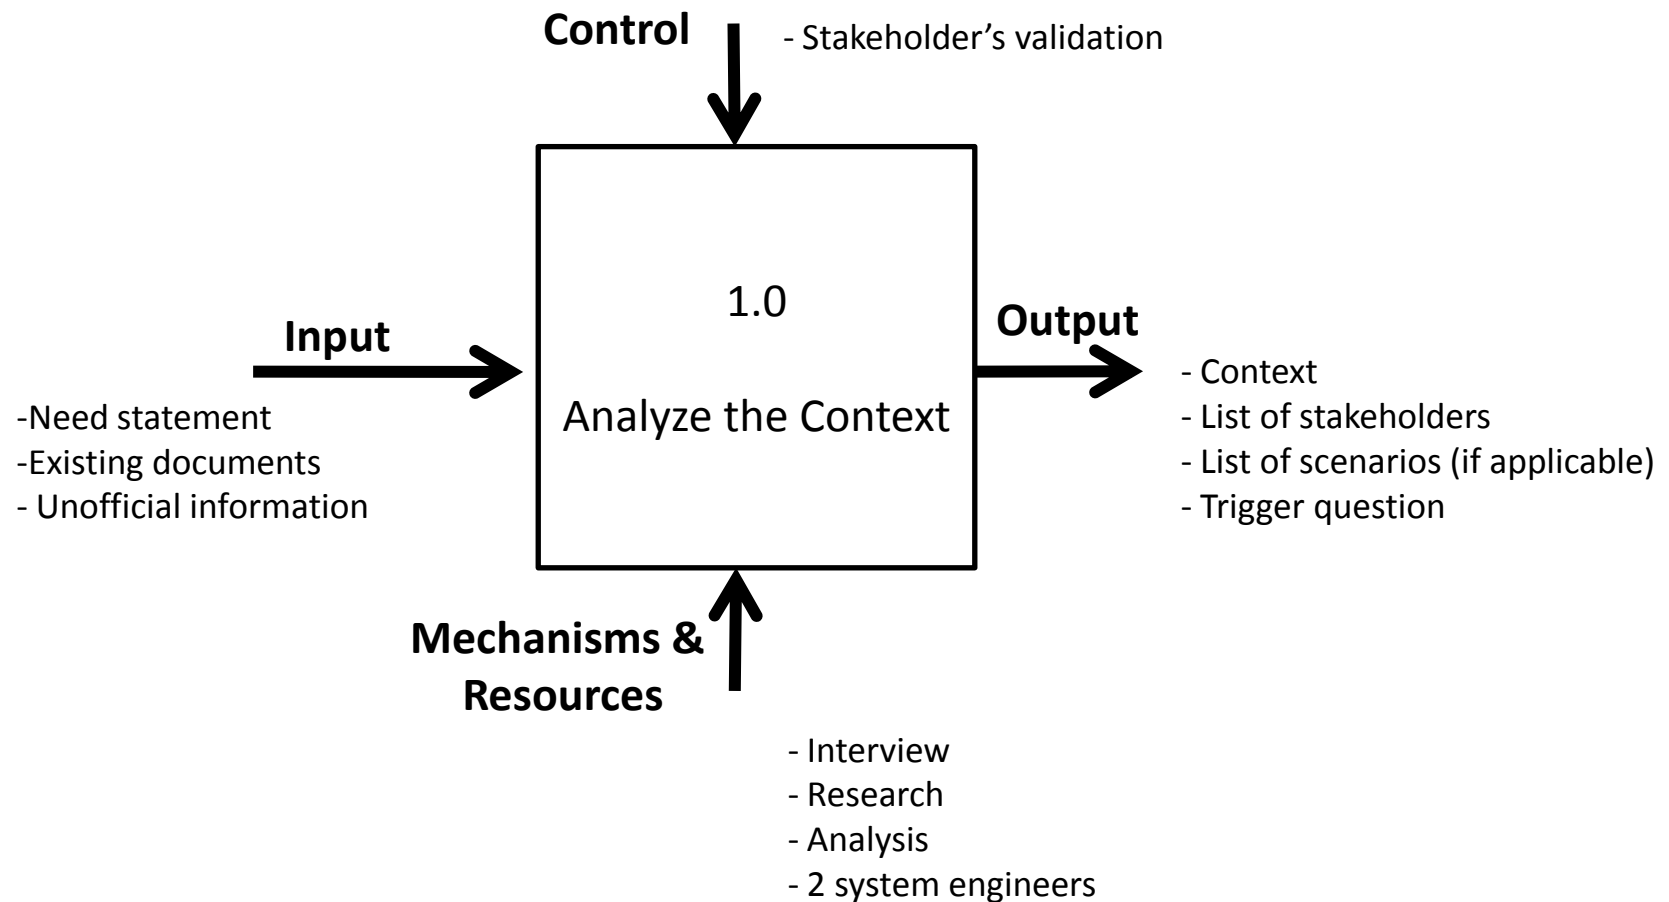 Control
- Stakeholder’s validation
1.0
Analyze the Context
Input
-Need statement
-Existing documents
- Unofficial information
Output
- Context
- List of stakeholders
- List of scenarios (if applicable)
- Trigger question
Mechanisms &
Resources
- Interview
- Research
- Analysis
- 2 system engineers